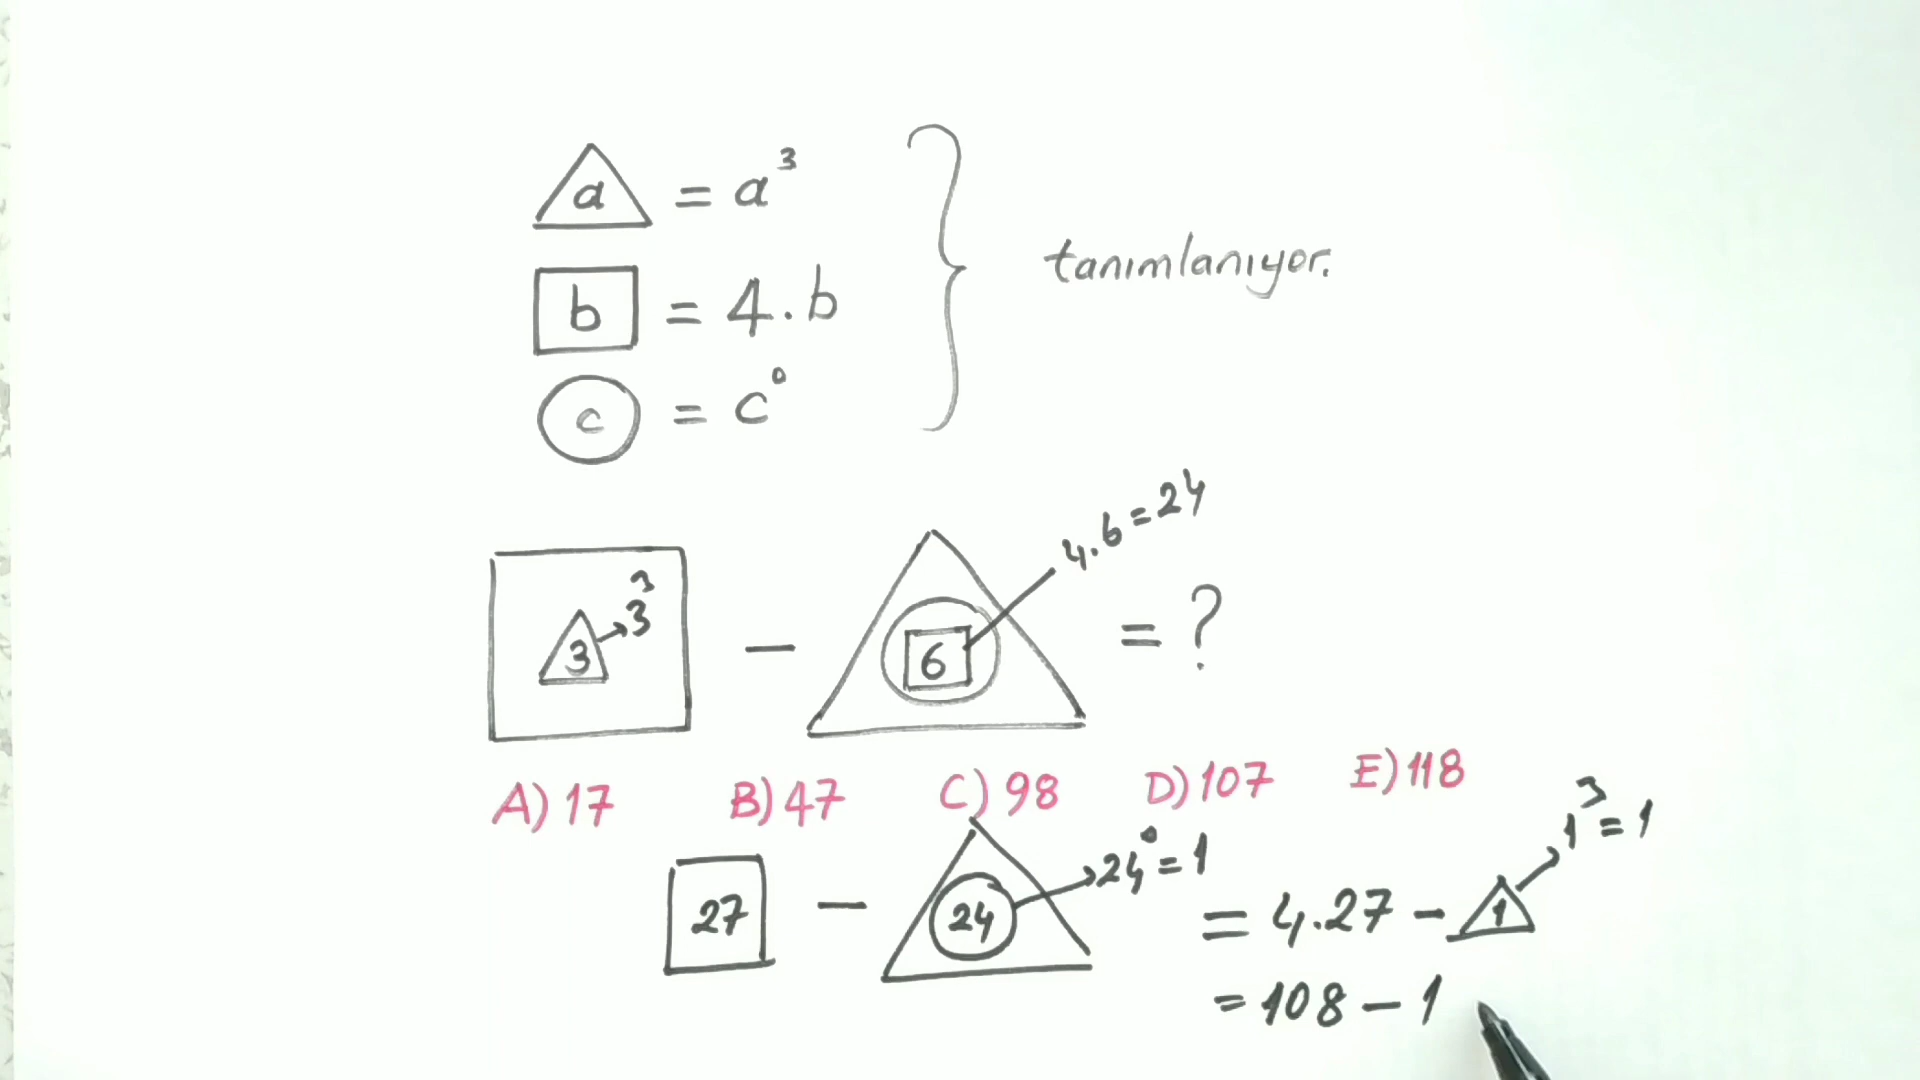 a = a³
b = 4.b
c = c⁰
tanımlanıyor.
3 → 3³ − 6 4.6=24 = ?
A) 17 B) 47 C) 98 D) 107 E) 118
27 − 24 → 24⁰=1 = 4.27 − 1 → 1³=1
= 108 − 1